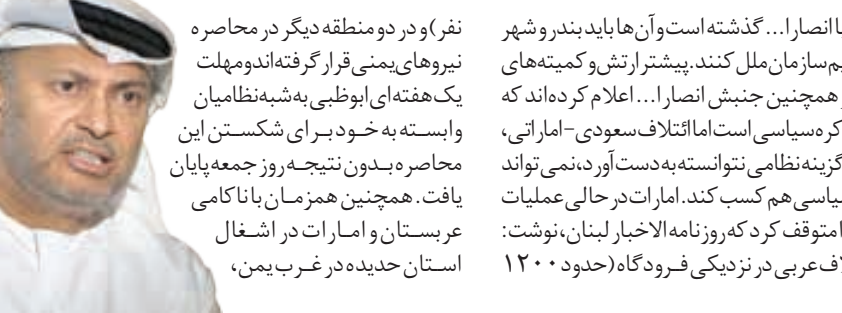 انصارا... گذشته است و آن‌ها باید بندر و شهر
سازمان ملل کنند. پیشتر ارتش و کمیته‌های
همچنین جنبش انصارا... اعلام کرده‌اند که
سیاسی است اما ائتلاف سعودی-اماراتی،
گزینه نظامی نتوانسته به دست آورد، نمی تواند
هم کسب کند. امارات در حالی عملیات
متوقف کرد که روزنامه الاخبار لبنان، نوشت:
عربی در نزدیکی فرودگاه (حدود ۱۲۰۰
نفر) و در دو منطقه دیگر در محاصره
نیروهای یمنی قرار گرفته‌اند و مهلت
یک هفته‌ای ابوظبی به شبه نظامیان
وابسته به خود برای شکستن این
محاصره بدون نتیجه روز جمعه پایان
یافت. همچنین همزمان با ناکامی
عربستان و امارات در اشغال
استان حدیده در غرب یمن،